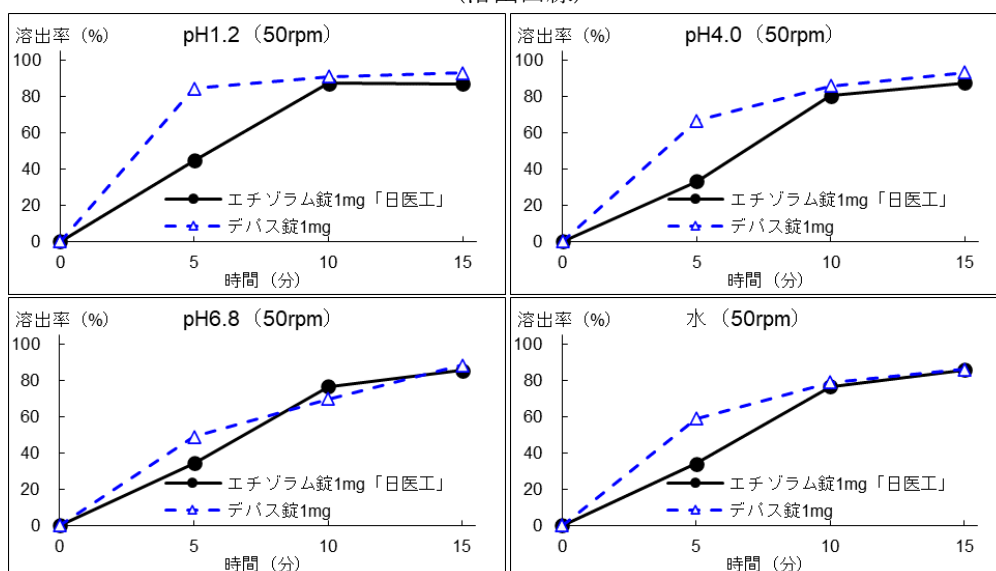 溶出率 (%)
pH1.2（50rpm）
100
80
60
40
20
0
エチゾラム錠1mg「日医工」
デパス錠1mg
0 5 10 15
時間（分）
溶出率 (%)
pH4.0（50rpm）
100
80
60
40
20
0
エチゾラム錠1mg「日医工」
デパス錠1mg
0 5 10 15
時間（分）
溶出率 (%)
pH6.8（50rpm）
100
80
60
40
20
0
エチゾラム錠1mg「日医工」
デパス錠1mg
0 5 10 15
時間（分）
溶出率 (%)
水（50rpm）
100
80
60
40
20
0
エチゾラム錠1mg「日医工」
デパス錠1mg
0 5 10 15
時間（分）